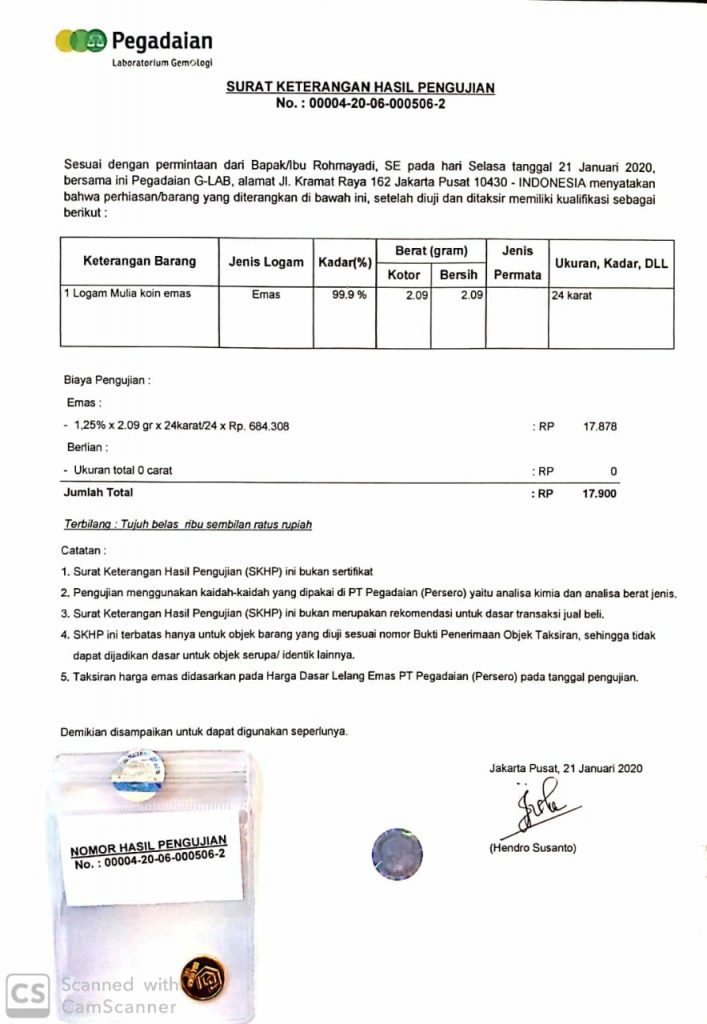 Pegadaian
Laboratorium Gemologi
SURAT KETERANGAN HASIL PENGUJIAN
No. : 00004-20-06-000506-2
Sesuai dengan permintaan dari Bapak/Ibu Rohmayadi, SE pada hari Selasa tanggal 21 Januari 2020,
bersama ini Pegadaian G-LAB, alamat Jl. Kramat Raya 162 Jakarta Pusat 10430 - INDONESIA menyatakan
bahwa perhiasan/barang yang diterangkan di bawah ini, setelah diuji dan ditaksir memiliki kualifikasi sebagai
berikut :
Keterangan Barang Jenis Logam Kadar(%) Berat (gram) Jenis Permata Ukuran, Kadar, DLL
Kotor Bersih
1 Logam Mulia koin emas Emas 99.9 % 2.09 2.09 24 karat
Biaya Pengujian :
Emas :
- 1,25% x 2.09 gr x 24karat/24 x Rp. 684.308 : RP 17.878
Berlian :
- Ukuran total 0 carat : RP 0
Jumlah Total : RP 17.900
Terbilang : Tujuh belas ribu sembilan ratus rupiah
Catatan :
1. Surat Keterangan Hasil Pengujian (SKHP) ini bukan sertifikat
2. Pengujian menggunakan kaidah-kaidah yang dipakai di PT Pegadaian (Persero) yaitu analisa kimia dan analisa berat jenis.
3. Surat Keterangan Hasil Pengujian (SKHP) ini bukan merupakan rekomendasi untuk dasar transaksi jual beli.
4. SKHP ini terbatas hanya untuk objek barang yang diuji sesuai nomor Bukti Penerimaan Objek Taksiran, sehingga tidak
dapat dijadikan dasar untuk objek serupa/ identik lainnya.
5. Taksiran harga emas didasarkan pada Harga Dasar Lelang Emas PT Pegadaian (Persero) pada tanggal pengujian.
Demikian disampaikan untuk dapat digunakan seperlunya.
Jakarta Pusat, 21 Januari 2020
(Hendro Susanto)
NOMOR HASIL PENGUJIAN
No. : 00004-20-06-000506-2
CS Scanned with
CamScanner